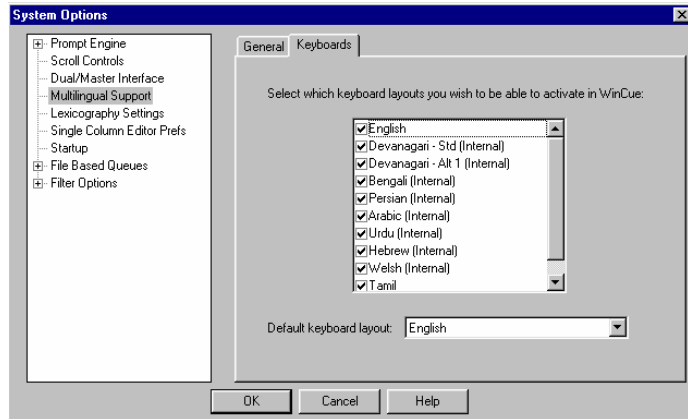 System Options
Prompt Engine
Scroll Controls
Dual/Master Interface
Multilingual Support
Lexicography Settings
Single Column Editor Prefs
Startup
File Based Queues
Filter Options
General
Keyboards
Select which keyboard layouts you wish to be able to activate in WinCue:
English
Devanagari - Std (Internal)
Devanagari - Alt 1 (Internal)
Bengali (Internal)
Persian (Internal)
Arabic (Internal)
Urdu (Internal)
Hebrew (Internal)
Welsh (Internal)
Tamil
Default keyboard layout: English
OK
Cancel
Help